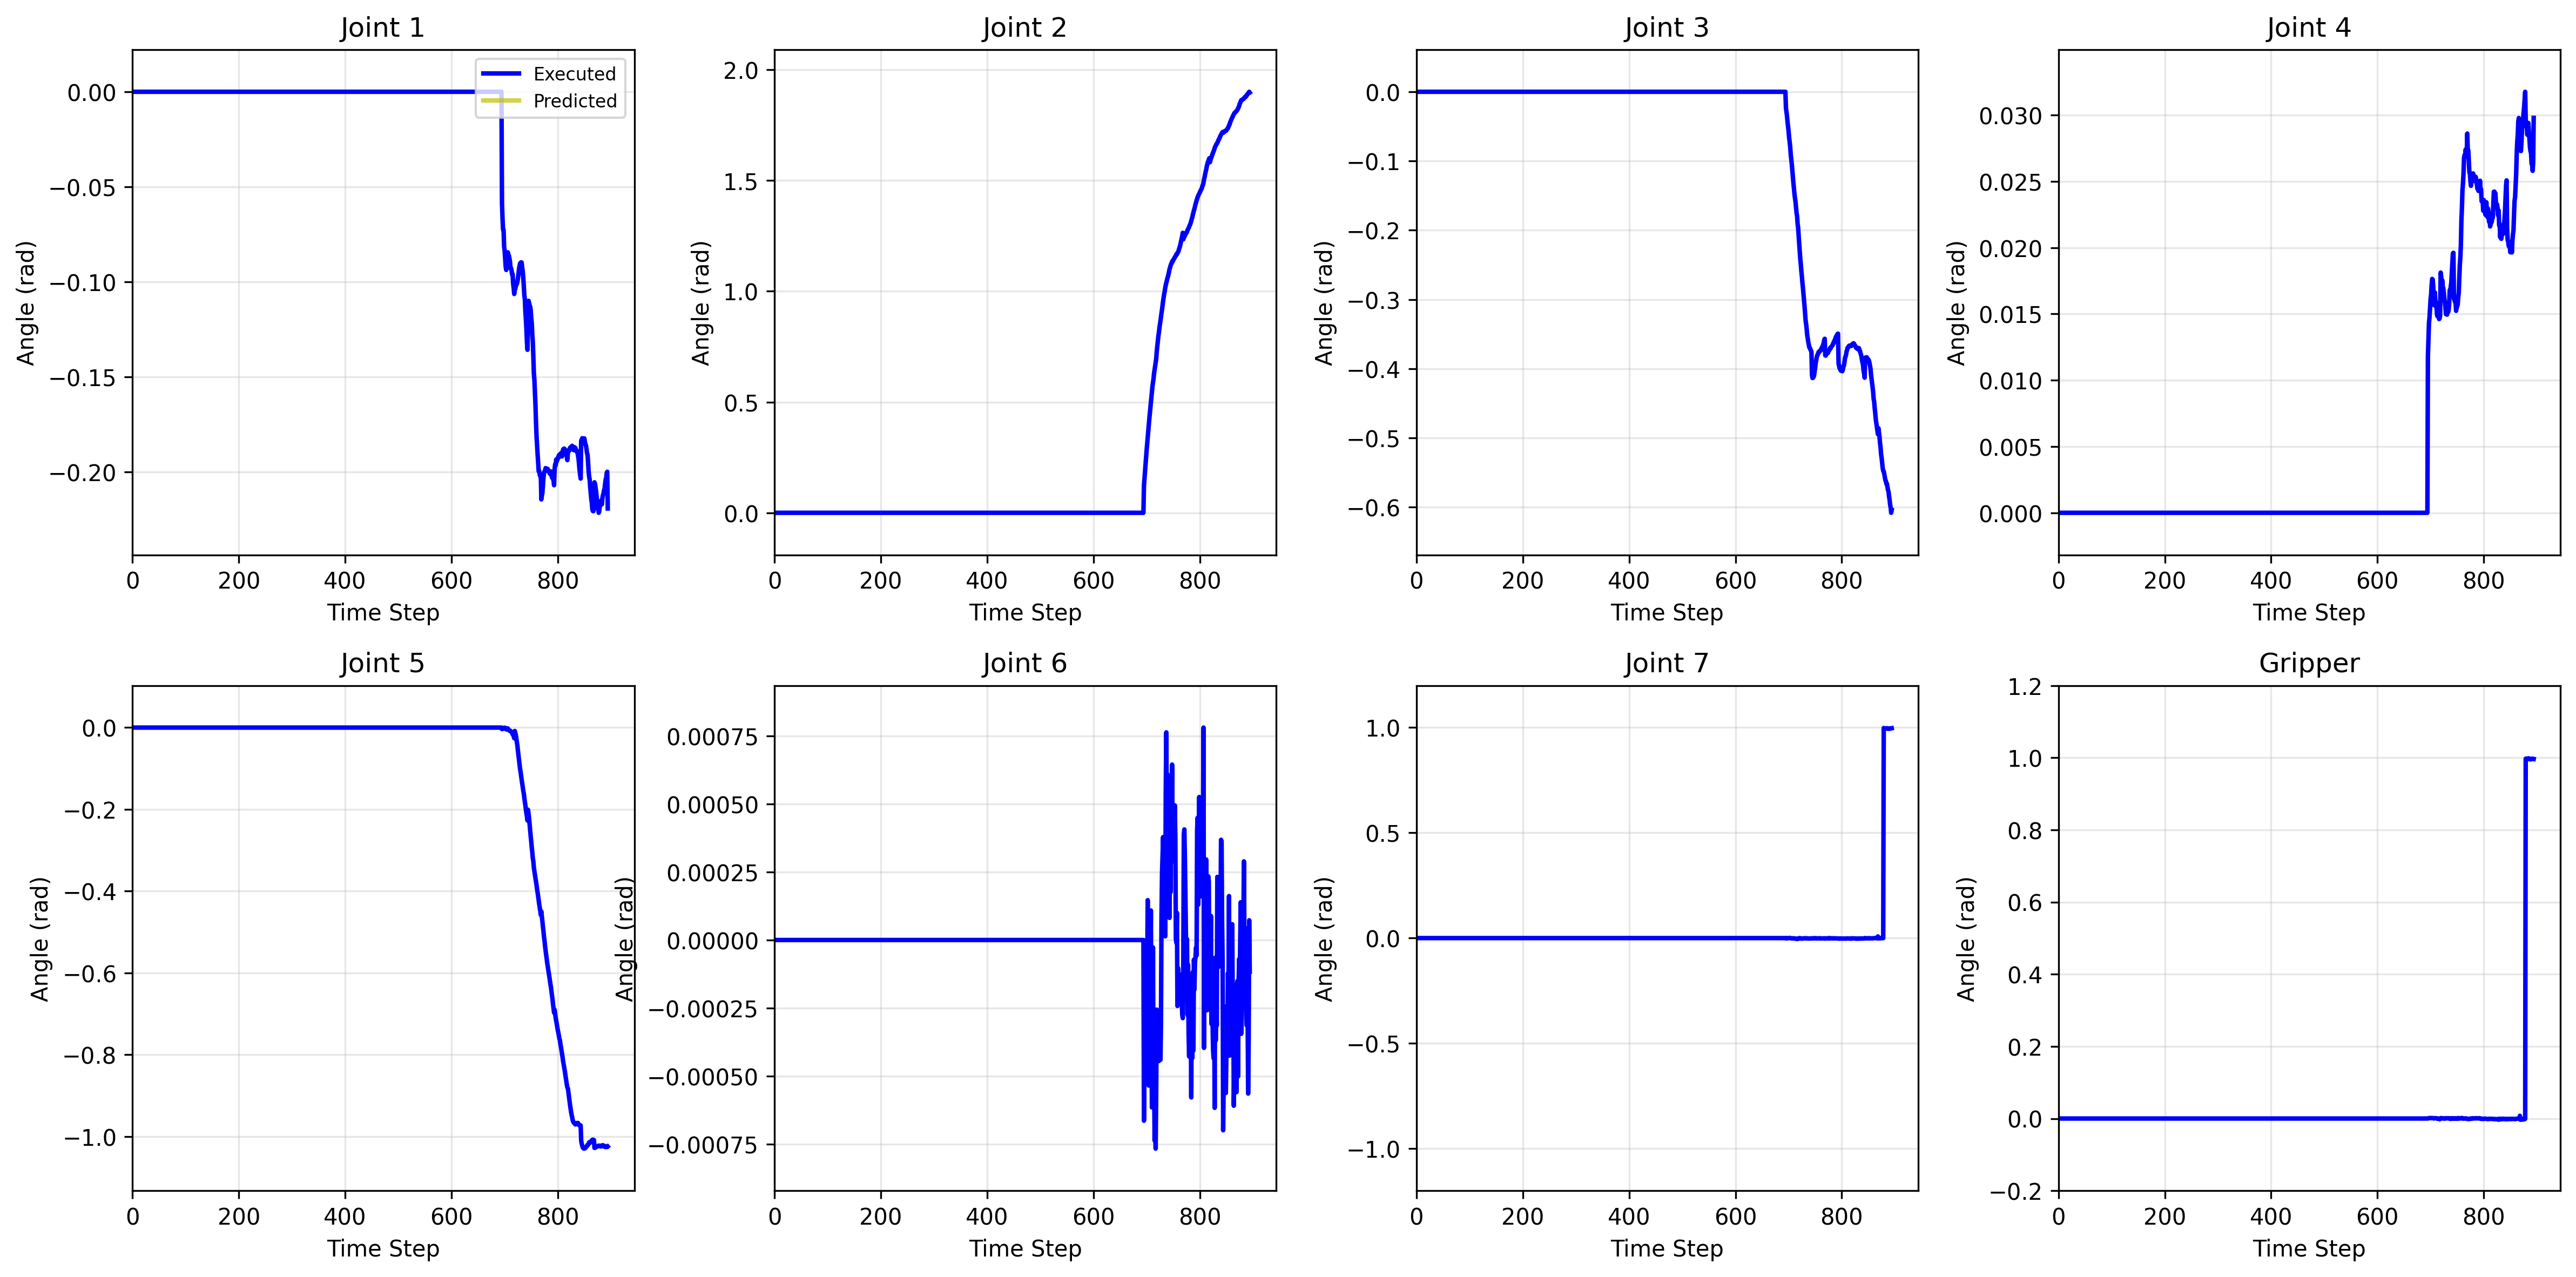 Joint 1
Joint 2
Joint 3
Joint 4
Executed
Predicted
Angle (rad)
0.00
−0.05
−0.10
−0.15
−0.20
0 200 400 600 800
Time Step
Angle (rad)
2.0
1.5
1.0
0.5
0.0
0 200 400 600 800
Time Step
Angle (rad)
0.0
−0.1
−0.2
−0.3
−0.4
−0.5
−0.6
0 200 400 600 800
Time Step
Angle (rad)
0.030
0.025
0.020
0.015
0.010
0.005
0.000
0 200 400 600 800
Time Step
Joint 5
Joint 6
Joint 7
Gripper
Angle (rad)
0.0
−0.2
−0.4
−0.6
−0.8
−1.0
0 200 400 600 800
Time Step
Angle (rad)
0.00075
0.00050
0.00025
0.00000
−0.00025
−0.00050
−0.00075
0 200 400 600 800
Time Step
Angle (rad)
1.0
0.5
0.0
−0.5
−1.0
0 200 400 600 800
Time Step
Angle (rad)
1.2
1.0
0.8
0.6
0.4
0.2
0.0
−0.2
0 200 400 600 800
Time Step